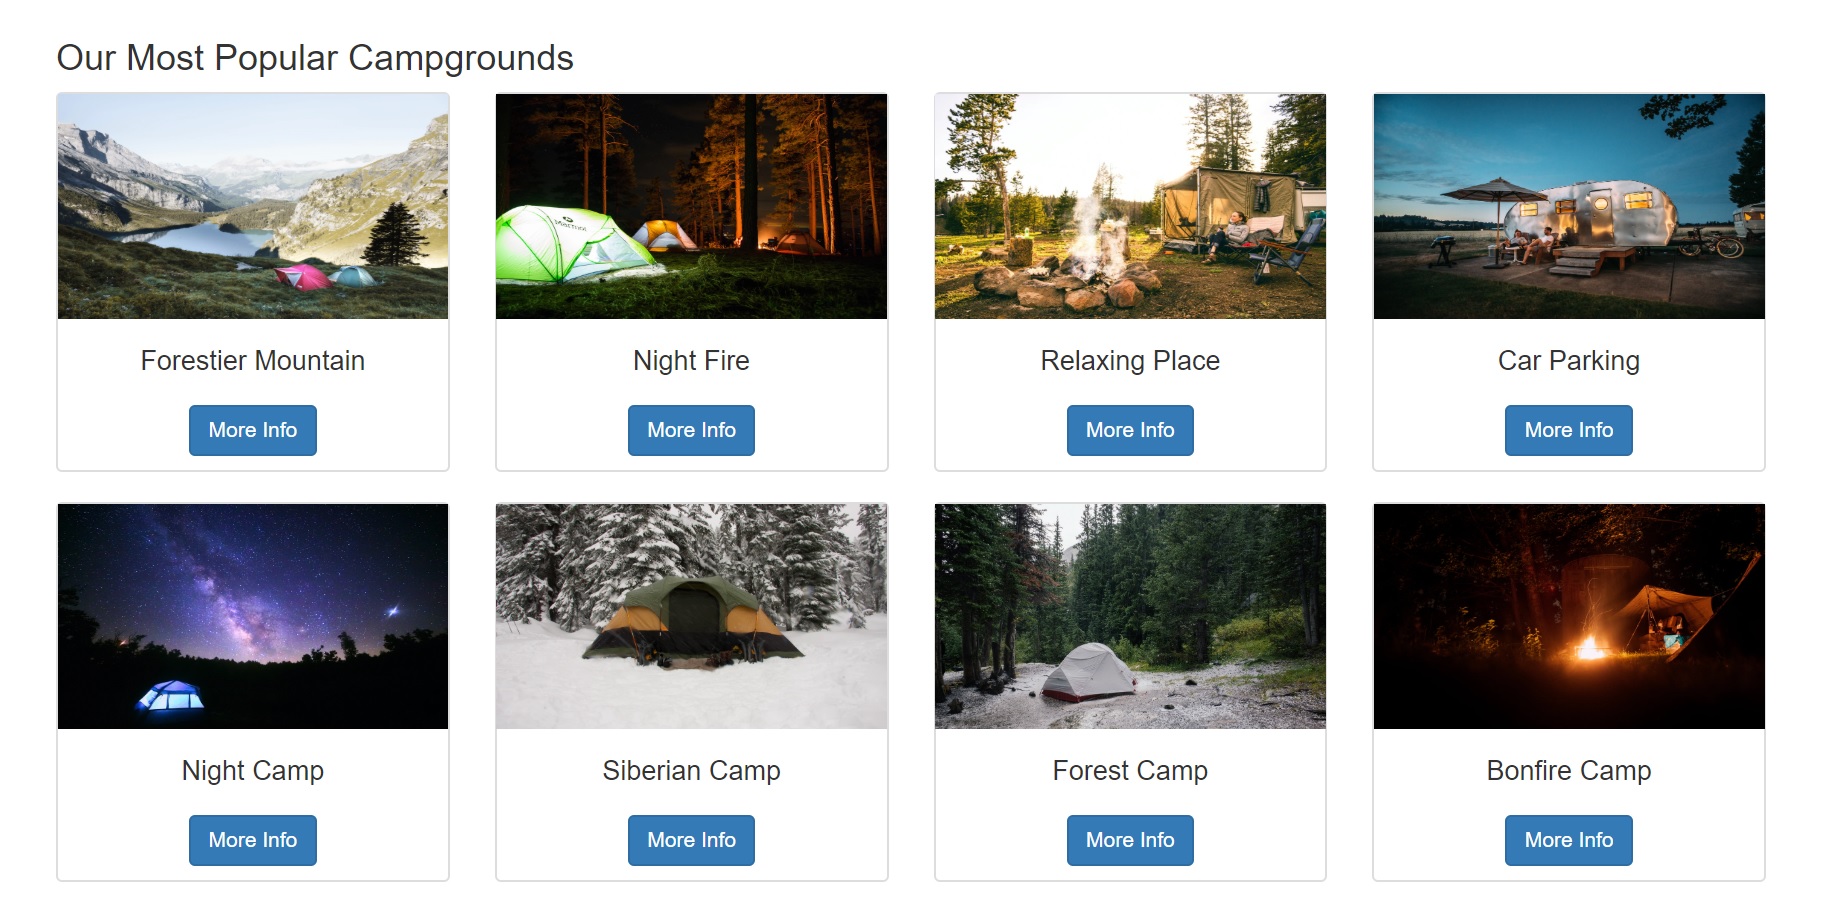 Our Most Popular Campgrounds
Forestier Mountain
Night Fire
Relaxing Place
Car Parking
More Info
More Info
More Info
More Info
Night Camp
Siberian Camp
Forest Camp
Bonfire Camp
More Info
More Info
More Info
More Info